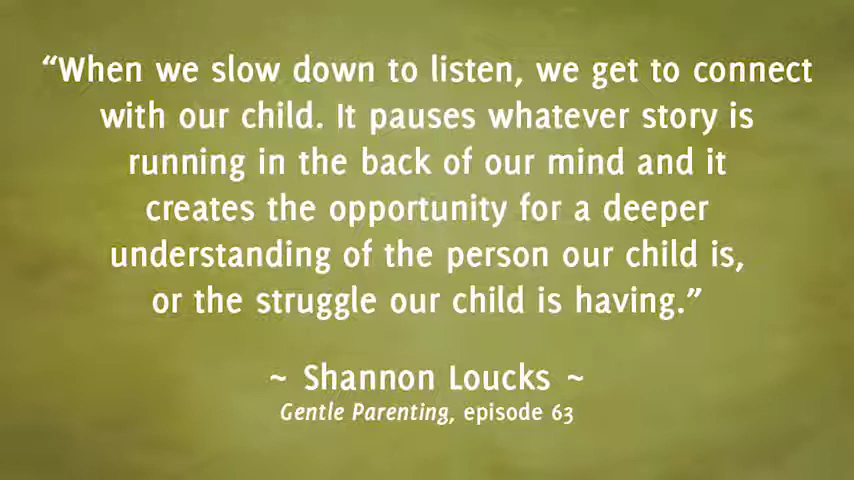 “When we slow down to listen, we get to connect
with our child. It pauses whatever story is
running in the back of our mind and it
creates the opportunity for a deeper
understanding of the person our child is,
or the struggle our child is having.”
~ Shannon Loucks ~
Gentle Parenting, episode 63